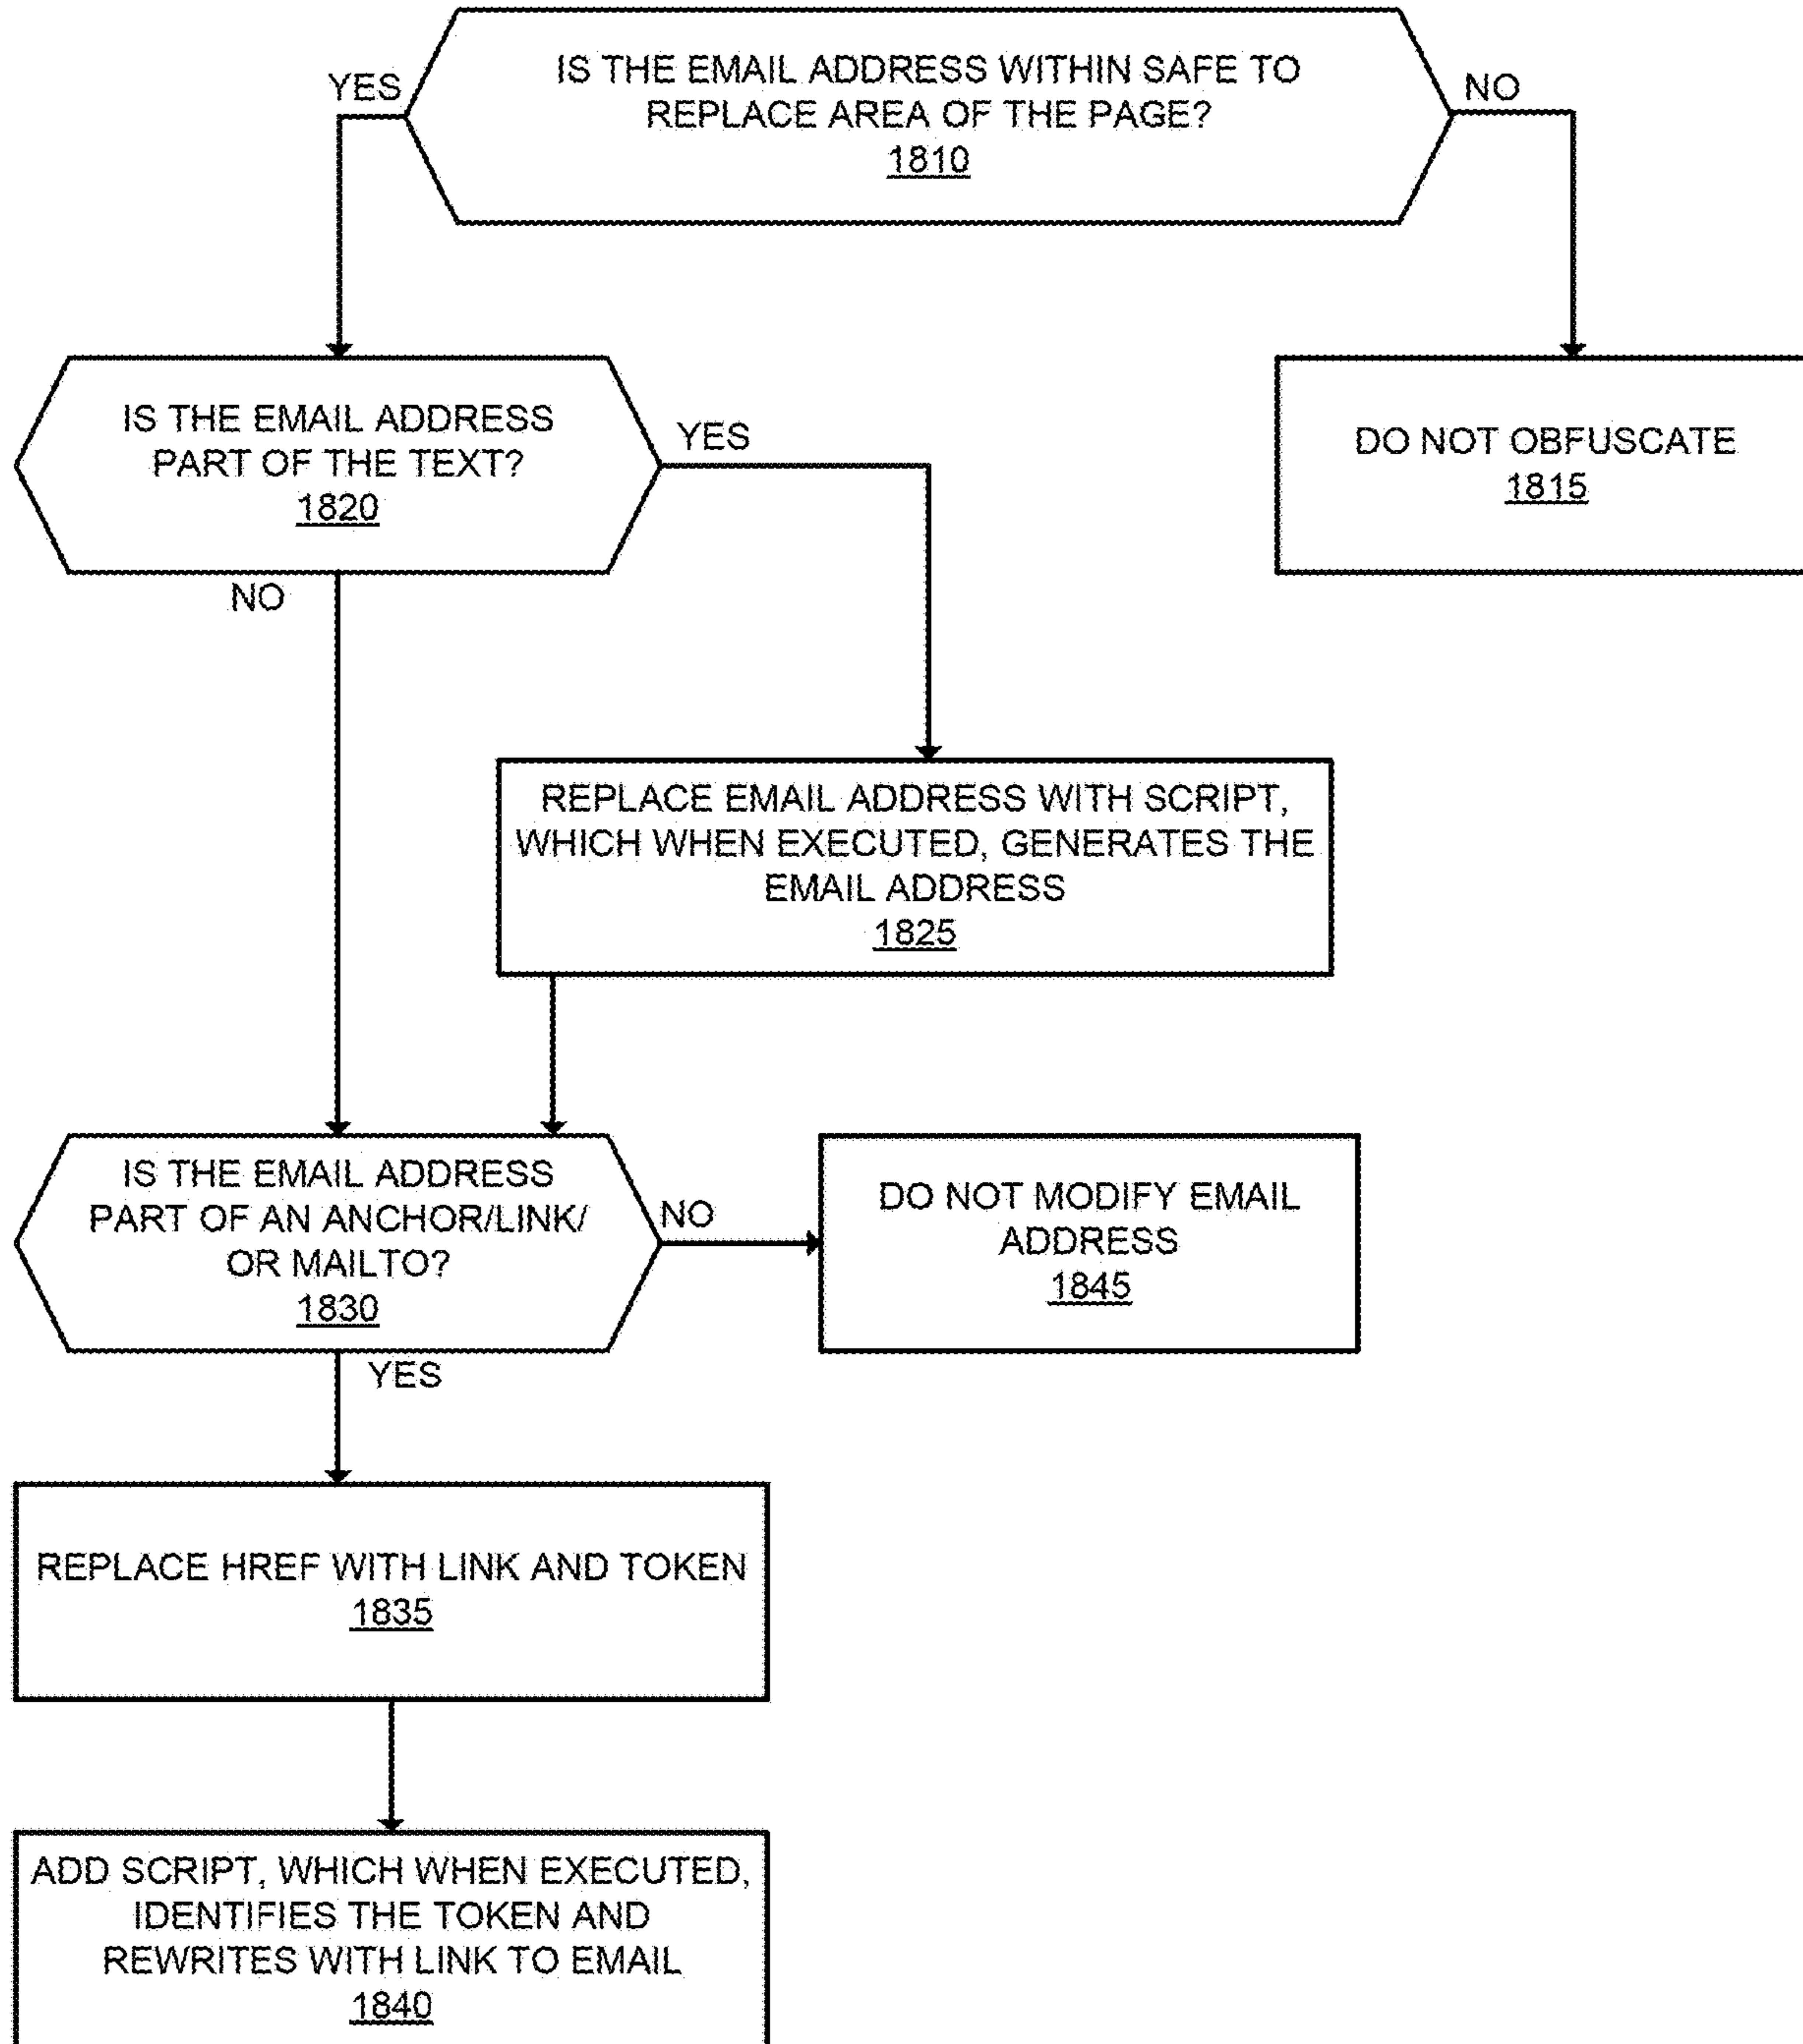 IS THE EMAIL ADDRESS WITHIN SAFE TO
REPLACE AREA OF THE PAGE?
1810
YES
NO
IS THE EMAIL ADDRESS
PART OF THE TEXT?
1820
YES
NO
DO NOT OBFUSCATE
1815
REPLACE EMAIL ADDRESS WITH SCRIPT,
WHICH WHEN EXECUTED, GENERATES THE
EMAIL ADDRESS
1825
IS THE EMAIL ADDRESS
PART OF AN ANCHOR/LINK/
OR MAILTO?
1830
NO
YES
DO NOT MODIFY EMAIL
ADDRESS
1845
REPLACE HREF WITH LINK AND TOKEN
1835
ADD SCRIPT, WHICH WHEN EXECUTED,
IDENTIFIES THE TOKEN AND
REWRITES WITH LINK TO EMAIL
1840